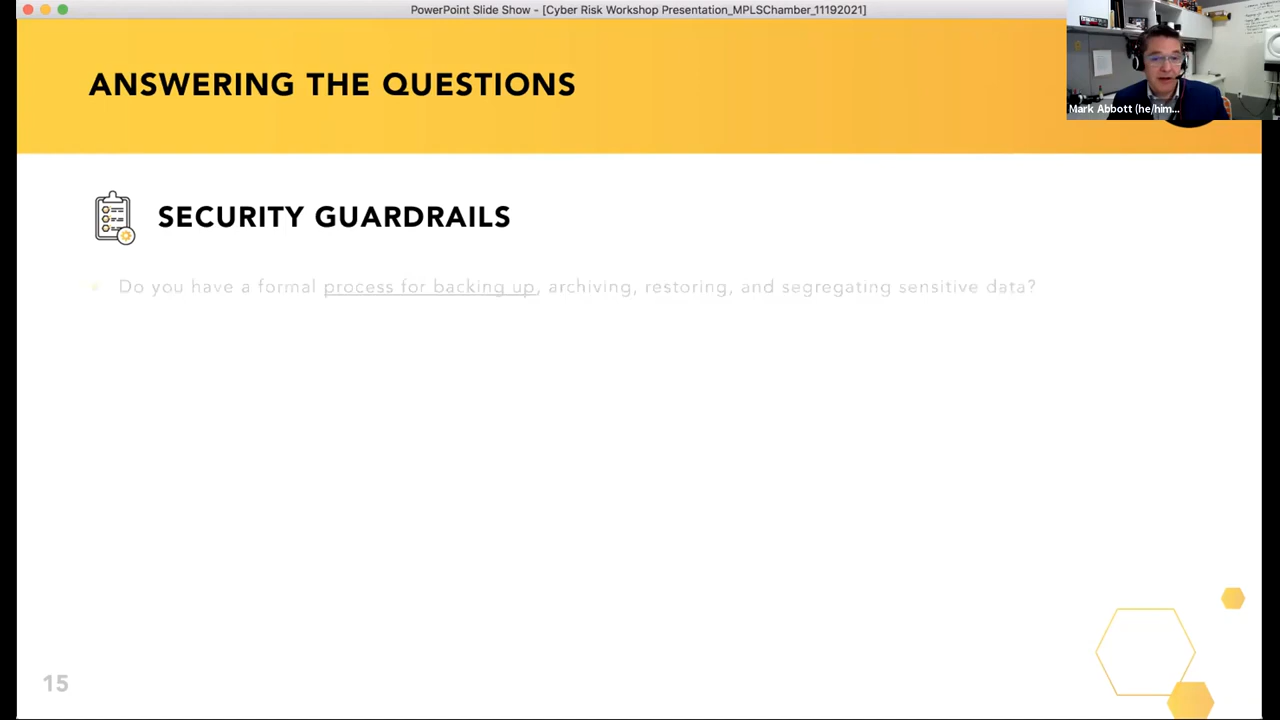 PowerPoint Slide Show - [Cyber Risk Workshop Presentation_MPLSChamber_11192021]
ANSWERING THE QUESTIONS
Mark Abbott (he/him...
SECURITY GUARDRAILS
Do you have a formal process for backing up, archiving, restoring, and segregating sensitive data?
15